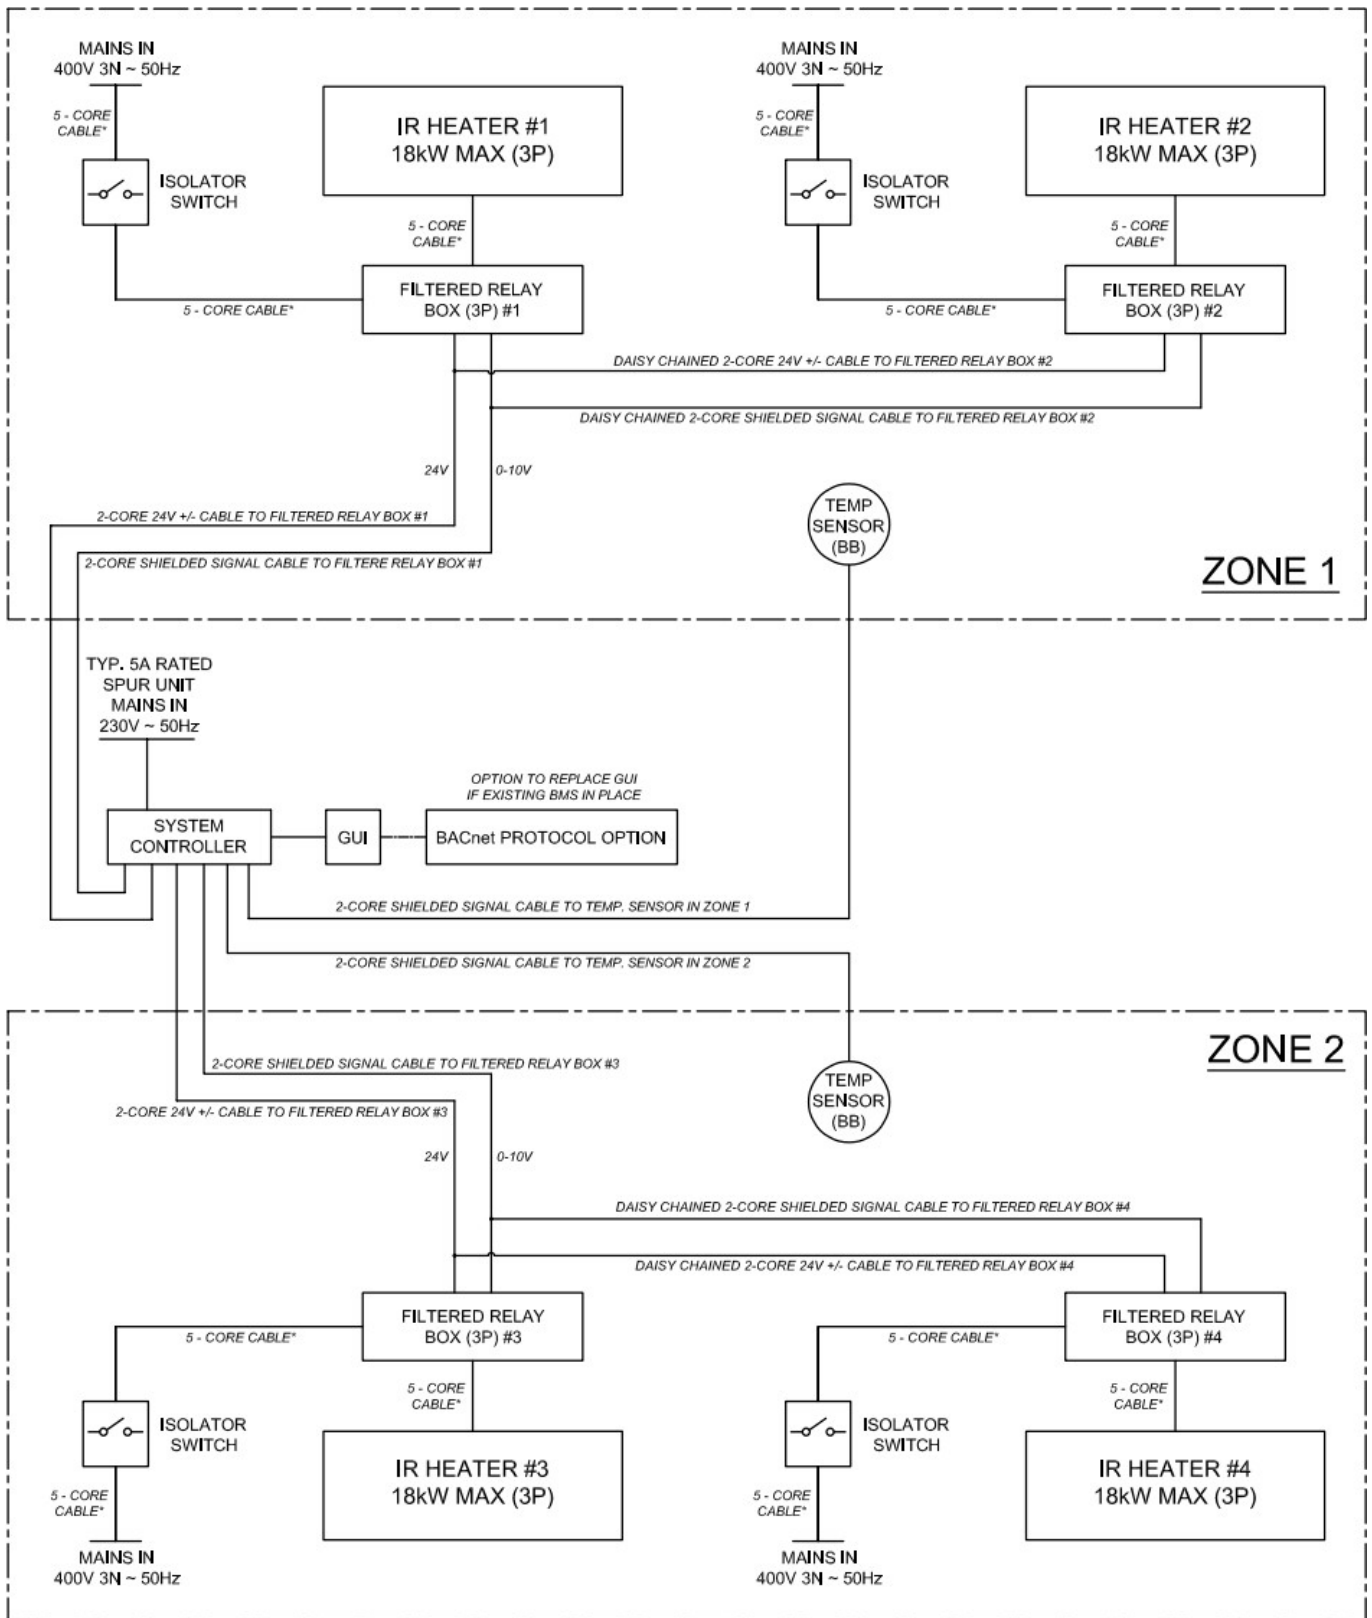 MAINS IN
400V 3N ~ 50Hz
5 - CORE
CABLE*
ISOLATOR
SWITCH
IR HEATER #1
18kW MAX (3P)
5 - CORE
CABLE*
FILTERED RELAY
BOX (3P) #1
5 - CORE CABLE*
MAINS IN
400V 3N ~ 50Hz
5 - CORE
CABLE*
ISOLATOR
SWITCH
IR HEATER #2
18kW MAX (3P)
5 - CORE
CABLE*
FILTERED RELAY
BOX (3P) #2
5 - CORE CABLE*
DAISY CHAINED 2-CORE 24V +/- CABLE TO FILTERED RELAY BOX #2
DAISY CHAINED 2-CORE SHIELDED SIGNAL CABLE TO FILTERED RELAY BOX #2
24V
0-10V
2-CORE 24V +/- CABLE TO FILTERED RELAY BOX #1
2-CORE SHIELDED SIGNAL CABLE TO FILTERE RELAY BOX #1
TEMP
SENSOR
(BB)
ZONE 1
TYP. 5A RATED
SPUR UNIT
MAINS IN
230V ~ 50Hz
SYSTEM
CONTROLLER
GUI
OPTION TO REPLACE GUI
IF EXISTING BMS IN PLACE
BACnet PROTOCOL OPTION
2-CORE SHIELDED SIGNAL CABLE TO TEMP. SENSOR IN ZONE 1
2-CORE SHIELDED SIGNAL CABLE TO TEMP. SENSOR IN ZONE 2
ZONE 2
2-CORE SHIELDED SIGNAL CABLE TO FILTERED RELAY BOX #3
2-CORE 24V +/- CABLE TO FILTERED RELAY BOX #3
TEMP
SENSOR
(BB)
24V
0-10V
DAISY CHAINED 2-CORE SHIELDED SIGNAL CABLE TO FILTERED RELAY BOX #4
DAISY CHAINED 2-CORE 24V +/- CABLE TO FILTERED RELAY BOX #4
FILTERED RELAY
BOX (3P) #3
5 - CORE CABLE*
5 - CORE
CABLE*
ISOLATOR
SWITCH
IR HEATER #3
18kW MAX (3P)
5 - CORE
CABLE*
MAINS IN
400V 3N ~ 50Hz
FILTERED RELAY
BOX (3P) #4
5 - CORE CABLE*
5 - CORE
CABLE*
ISOLATOR
SWITCH
IR HEATER #4
18kW MAX (3P)
5 - CORE
CABLE*
MAINS IN
400V 3N ~ 50Hz